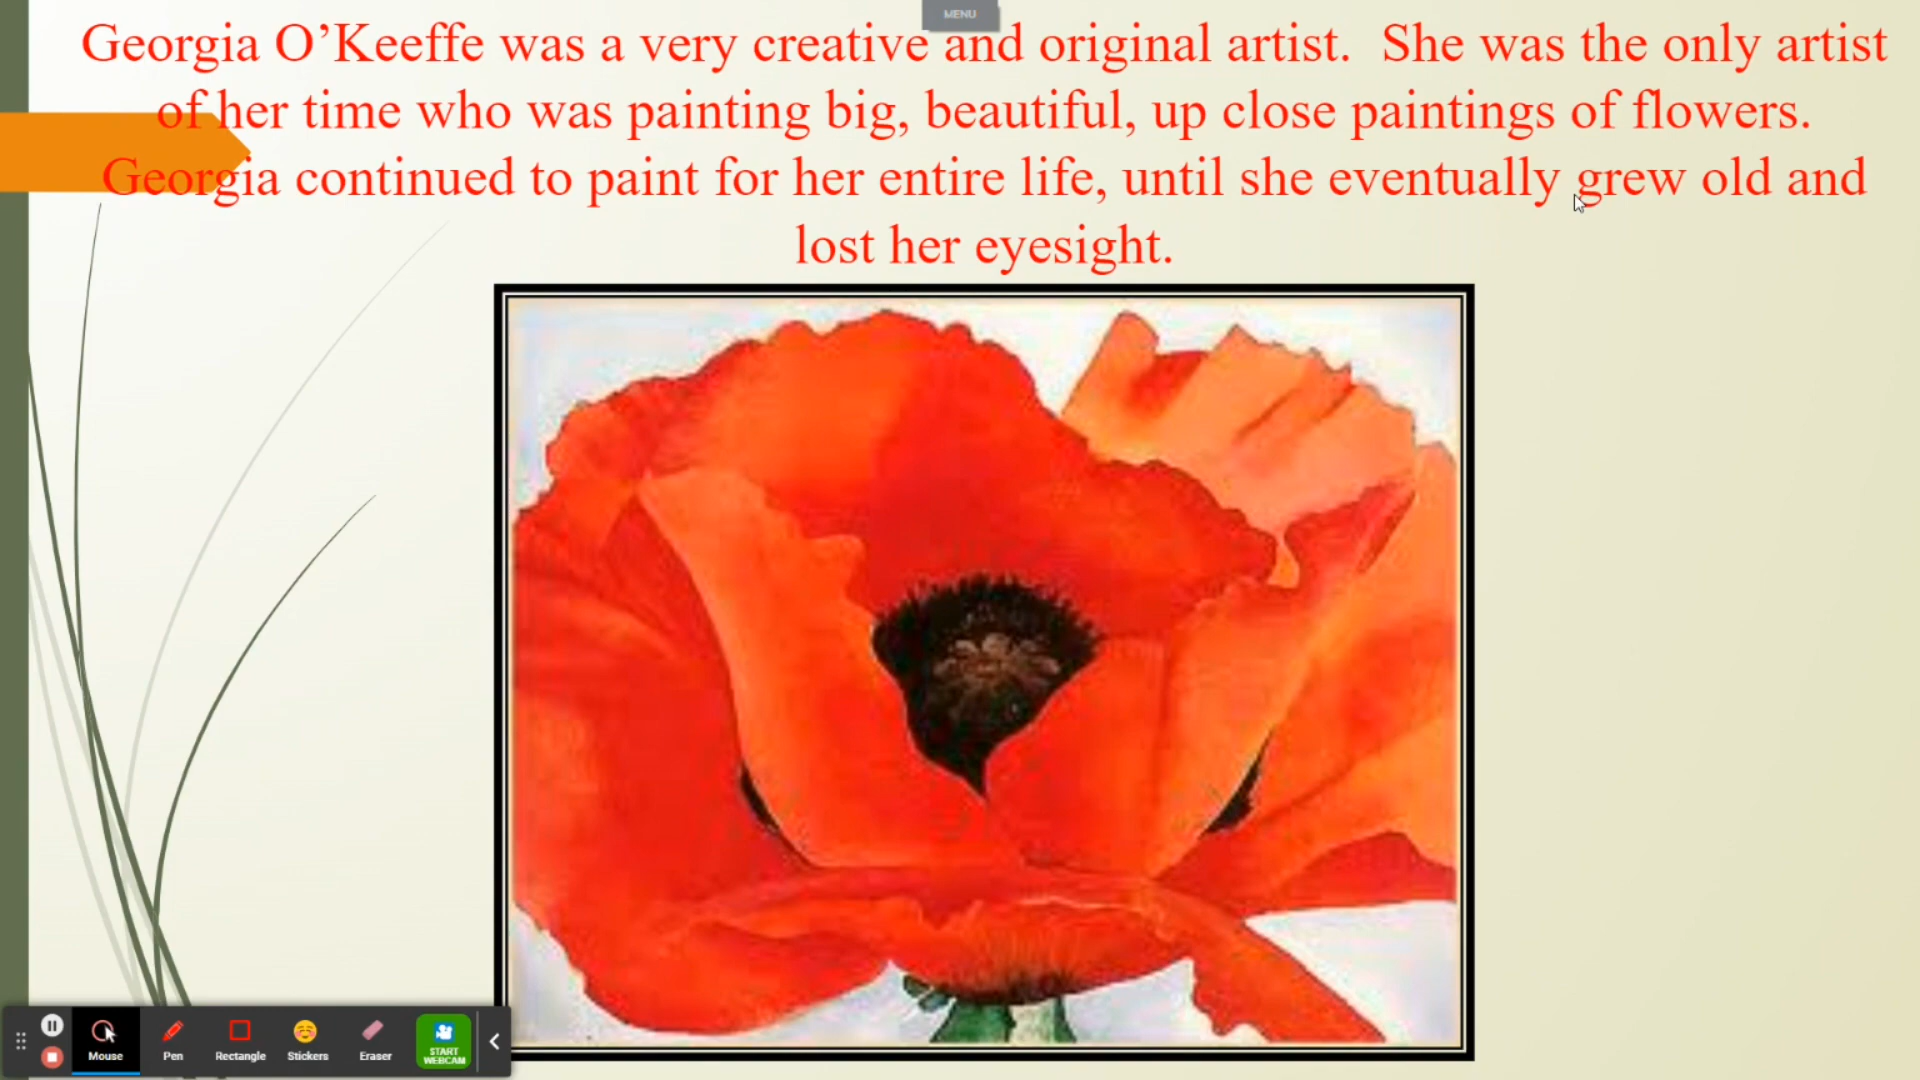 MENU
Georgia O’Keeffe was a very creative and original artist.  She was the only artist
of her time who was painting big, beautiful, up close paintings of flowers.
Georgia continued to paint for her entire life, until she eventually grew old and
lost her eyesight.
Mouse Pen Rectangle Stickers Eraser START
WEBCAM